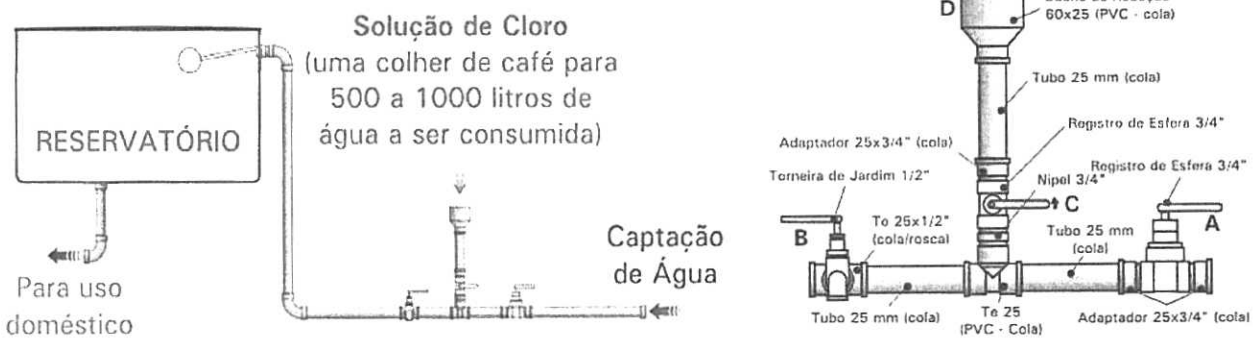 Solução de Cloro
(uma colher de café para
500 a 1000 litros de
água a ser consumida)
RESERVATÓRIO
Captação
de Água
Para uso
doméstico
D
60x25 (PVC - cola)
Tubo 25 mm (cola)
Registro de Esfera 3/4"
Adaptador 25x3/4" (cola)
Registro de Esfera 3/4"
Torneira de Jardim 1/2"
Nipel 3/4"
C
A
B
Te 25x1/2"
(cola/rosca)
Tubo 25 mm
(cola)
Tubo 25 mm (cola)
Te 25
(PVC - Cola)
Adaptador 25x3/4" (cola)